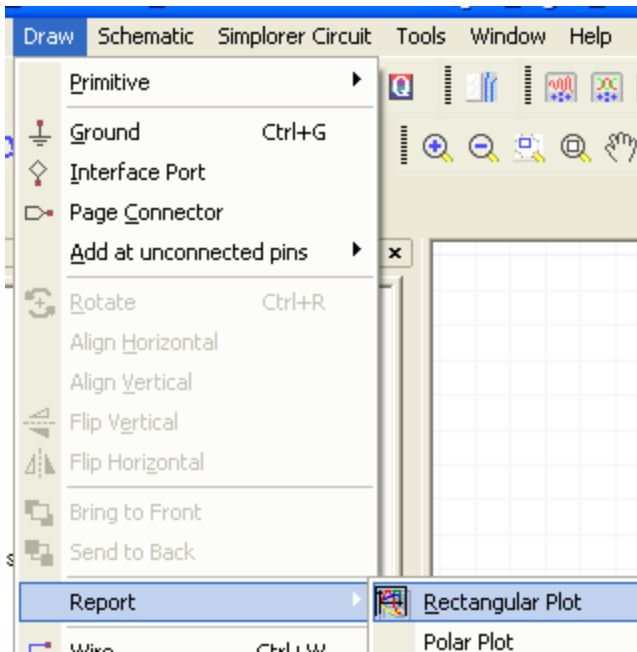 Draw Schematic Simplorer Circuit Tools Window Help
Primitive
Ground Ctrl+G
Interface Port
Page Connector
Add at unconnected pins
Rotate Ctrl+R
Align Horizontal
Align Vertical
Flip Vertical
Flip Horizontal
Bring to Front
Send to Back
Report Rectangular Plot
Wire Ctrl+W Polar Plot